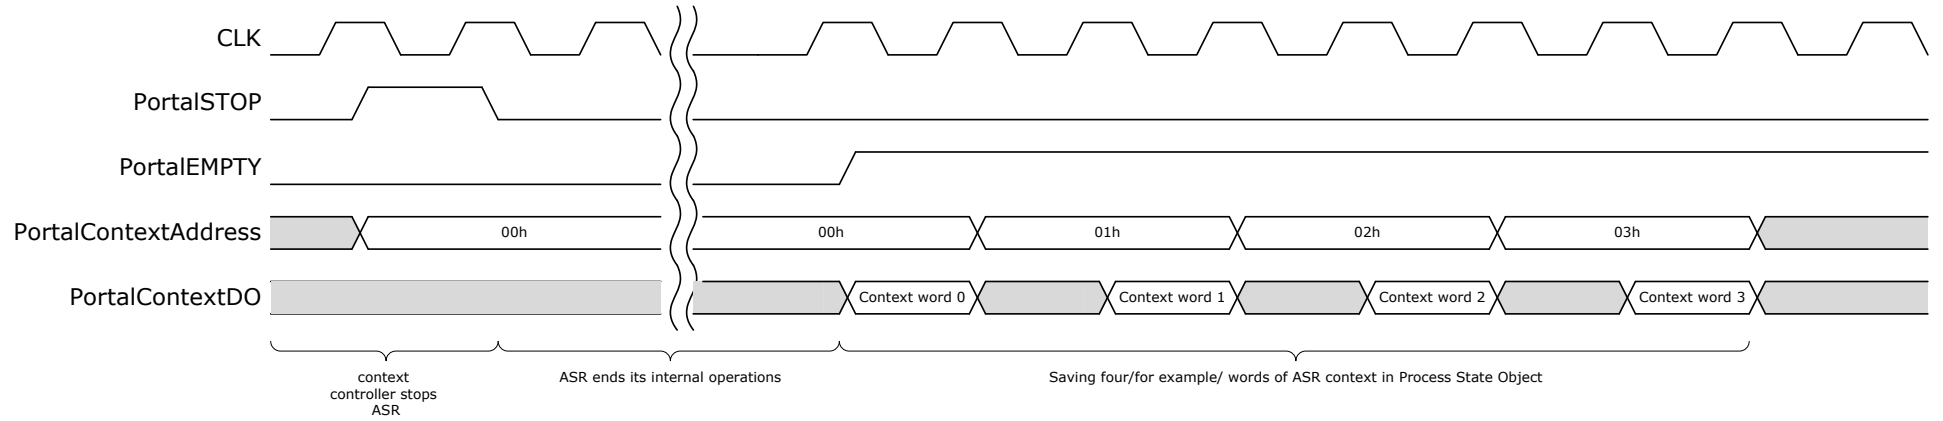 CLK
PortalSTOP
PortalEMPTY
PortalContextAddress
00h
00h
01h
02h
03h
PortalContextDO
Context word 0
Context word 1
Context word 2
Context word 3
context
controller stops
ASR
ASR ends its internal operations
Saving four/for example/ words of ASR context in Process State Object